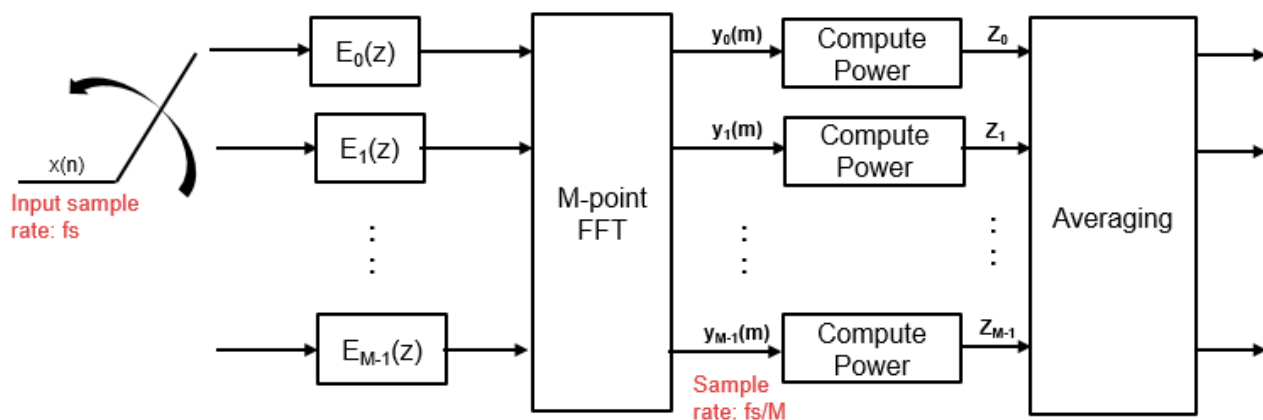 x(n)
Input sample
rate: fs
E0(z)
E1(z)
⋮
⋮
EM-1(z)
M-point
FFT
y0(m)
y1(m)
⋮
⋮
yM-1(m)
Sample
rate: fs/M
Compute
Power
Compute
Power
Compute
Power
Z0
Z1
⋮
⋮
ZM-1
Averaging